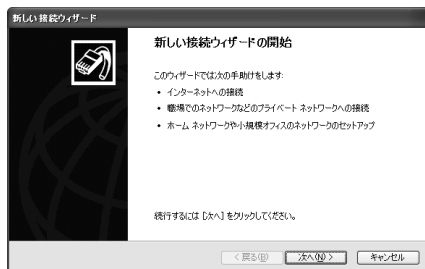 新しい接続ウィザード
新しい接続ウィザードの開始
このウィザードでは次の手助けをします:
• インターネットへの接続
• 職場でのネットワークなどのプライベート ネットワークへの接続
• ホーム ネットワークや小規模オフィスのネットワークのセットアップ
続行するには [次へ] をクリックしてください。
< 戻る(B) 次へ(N) > キャンセル